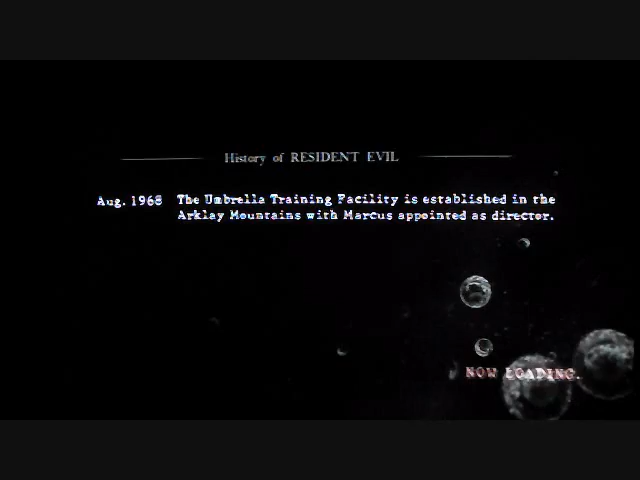 History of RESIDENT EVIL
Aug. 1968 The Umbrella Training Facility is established in the
Arklay Mountains with Marcus appointed as director.
NOW LOADING.